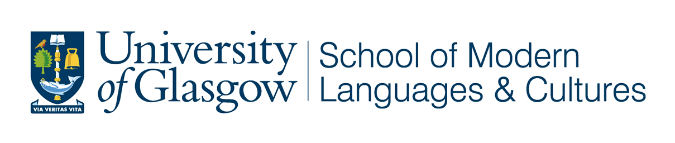 University
of Glasgow
School of Modern
Languages & Cultures
VIA VERITAS VITA